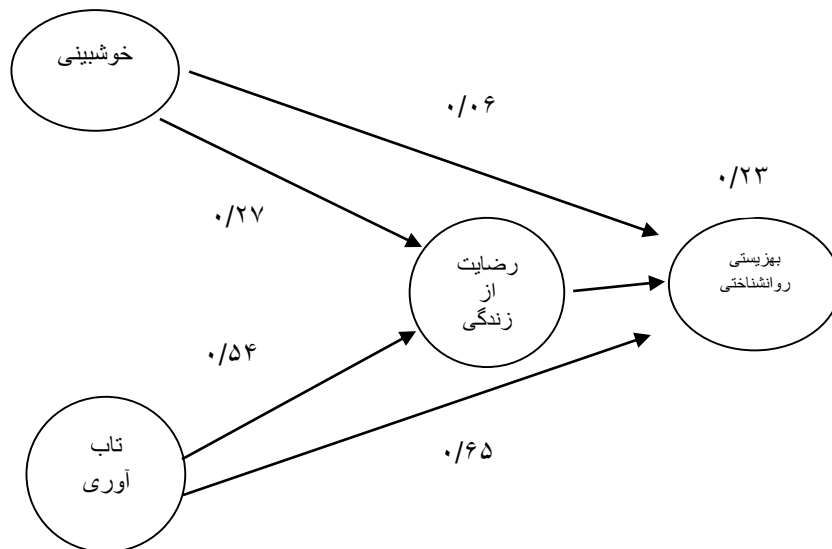 خوشبینی
۰/۰۶
۰/۲۳
۰/۲۷
رضایت
از
زندگی
بهزیستی
روانشناختی
۰/۵۴
تاب
آوری
۰/۶۵